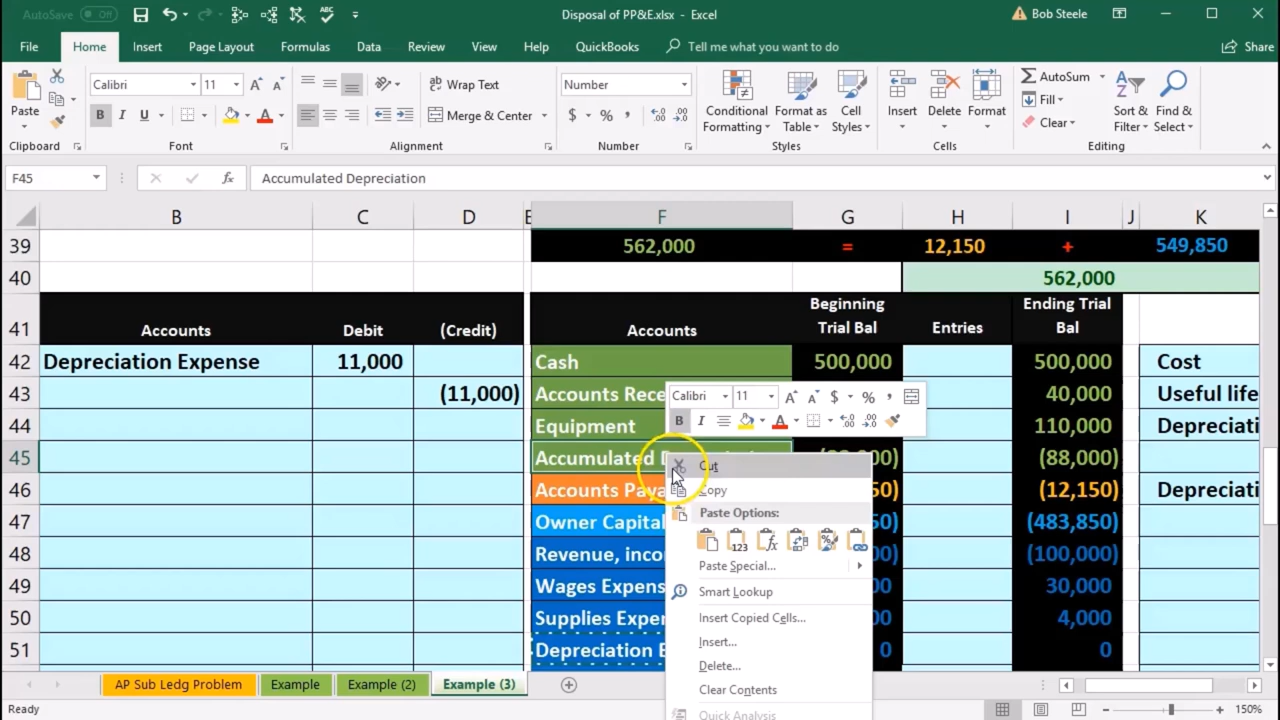 AutoSave Off
Disposal of PP&E.xlsx - Excel
Bob Steele
File Home Insert Page Layout Formulas Data Review View Help QuickBooks Tell me what you want to do Share
Paste
Calibri 11
B I U
Wrap Text
Merge & Center
Number
$ % ,
Conditional Formatting
Format as Table
Cell Styles
Insert Delete Format
AutoSum
Fill
Clear
Sort & Filter
Find & Select
Clipboard Font Alignment Number Styles Cells Editing
F45 fx Accumulated Depreciation
B C D E F G H I J K
39 562,000 = 12,150 + 549,850
40 562,000
41 Accounts Debit (Credit) Accounts Beginning Trial Bal Entries Ending Trial Bal
42 Depreciation Expense 11,000 Cash 500,000 500,000 Cost
43 (11,000) Accounts Rece 40,000 Useful life
44 Equipment 110,000 Depreciati
45 Accumulated (88,000)
46 Accounts Paya 50) (12,150) Depreciati
47 Owner Capital 50) (483,850)
48 Revenue, inco 00) (100,000)
49 Wages Expens 00 30,000
50 Supplies Expe 00 4,000
51 Depreciation E 0 0
Calibri 11 $ % ,
B I
Cut
Copy
Paste Options:
123 fx %
Paste Special...
Smart Lookup
Insert Copied Cells...
Insert...
Delete...
Clear Contents
Quick Analysis
AP Sub Ledg Problem Example Example (2) Example (3)
Ready
150%